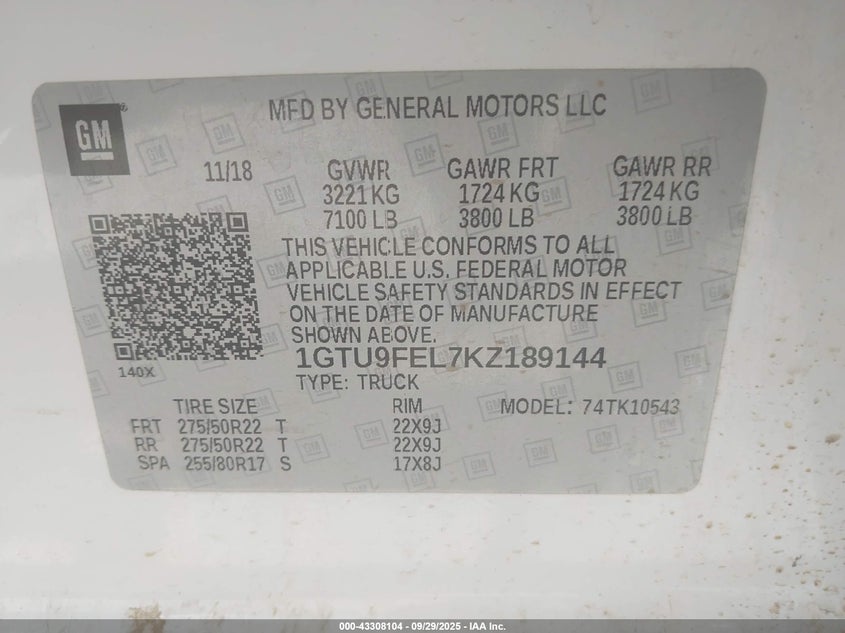 GM
MFD BY GENERAL MOTORS LLC
11/18 GVWR GAWR FRT GAWR RR
3221 KG 1724 KG 1724 KG
7100 LB 3800 LB 3800 LB
THIS VEHICLE CONFORMS TO ALL
APPLICABLE U.S. FEDERAL MOTOR
VEHICLE SAFETY STANDARDS IN EFFECT
ON THE DATE OF MANUFACTURE
SHOWN ABOVE.
1GTU9FEL7KZ189144
140X
TYPE: TRUCK
TIRE SIZE RIM MODEL: 74TK10543
FRT 275/50R22 T 22X9J
RR 275/50R22 T 22X9J
SPA 255/80R17 S 17X8J
000-43308104 - 09/29/2025 - IAA Inc.